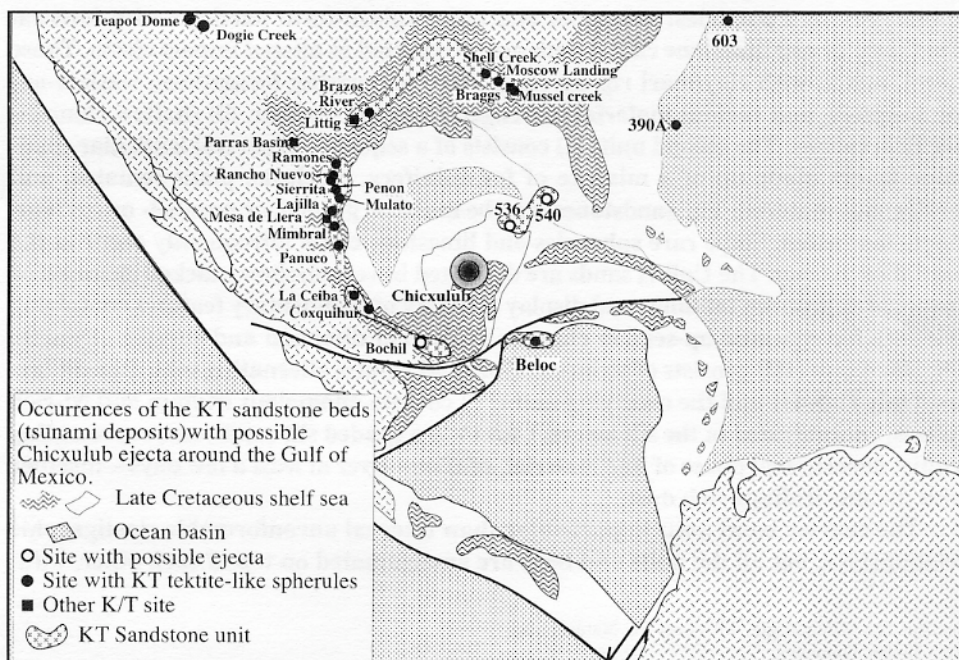 Teapot Dome
Dogie Creek
603
Shell Creek
Moscow Landing
Braggs
Mussel creek
Brazos
River
Littig
390A
Parras Basin
Ramones
Rancho Nuevo
Sierrita
Penon
Lajilla
Mulato
Mesa de Llera
Mimbral
Panuco
536
540
Chicxulub
La Ceiba
Coxquihui
Bochil
Beloc
Occurrences of the KT sandstone beds
(tsunami deposits)with possible
Chicxulub ejecta around the Gulf of
Mexico.
Late Cretaceous shelf sea
Ocean basin
Site with possible ejecta
Site with KT tektite-like spherules
Other K/T site
KT Sandstone unit